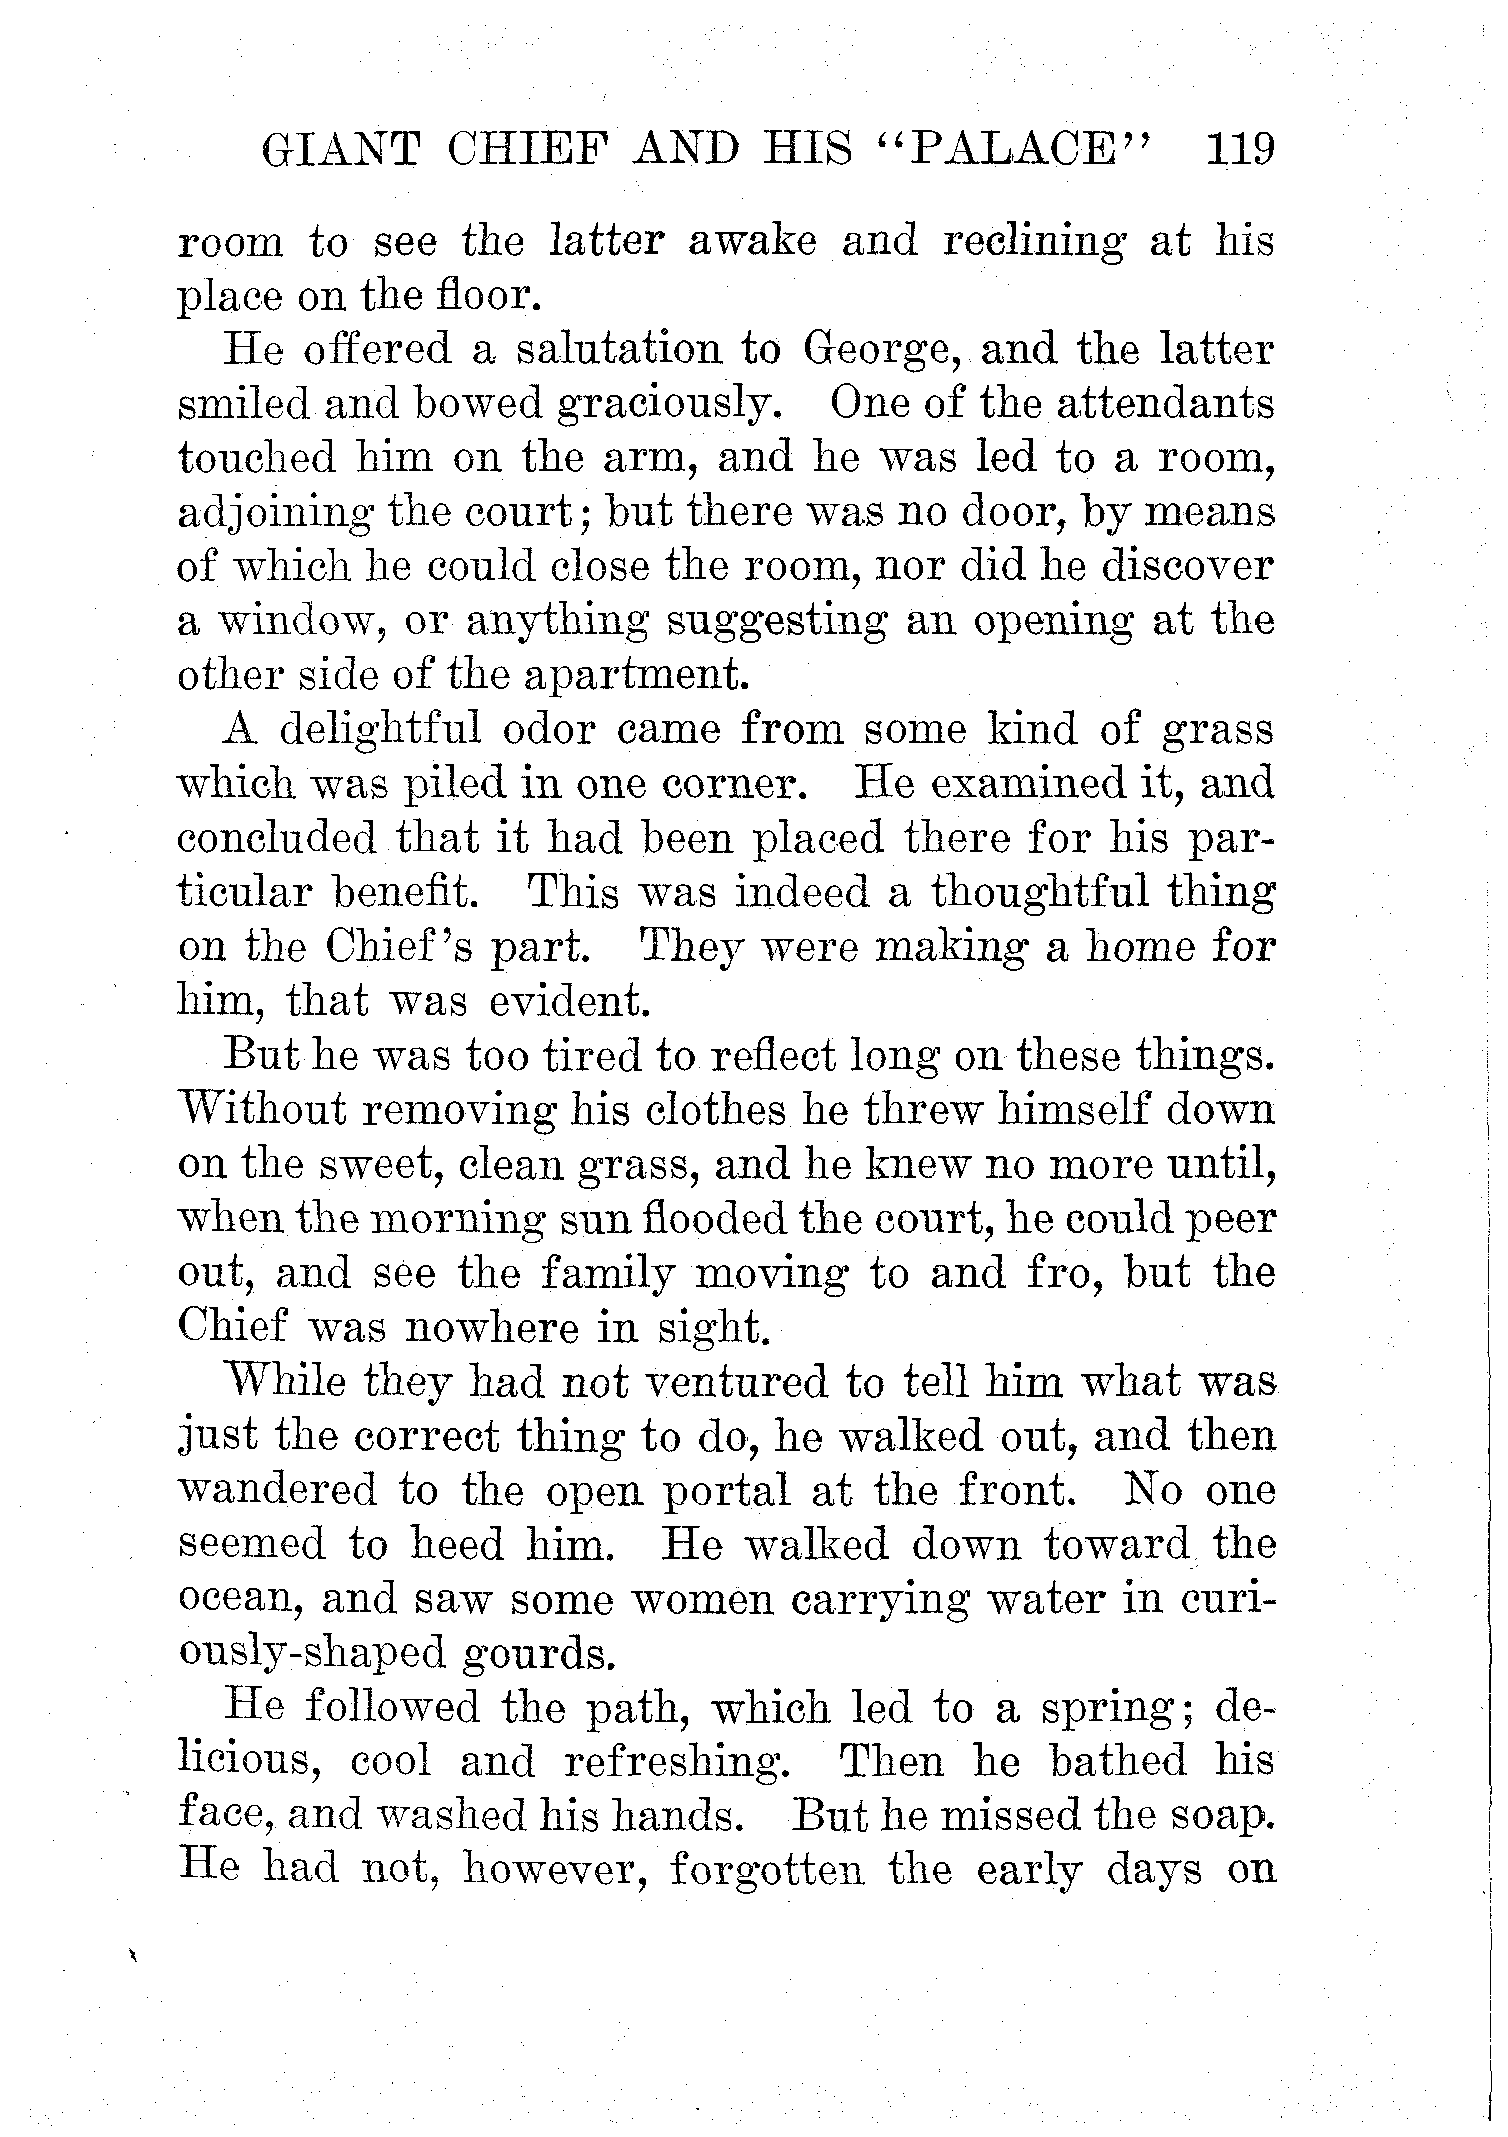 GIANT CHIEF AND HIS “PALACE” 119
room to see the latter awake and reclining at his
place on the floor.
He offered a salutation to George, and the latter
smiled and bowed graciously. One of the attendants
touched him on the arm, and he was led to a room,
adjoining the court; but there was no door, by means
of which he could close the room, nor did he discover
a window, or anything suggesting an opening at the
other side of the apartment.
A delightful odor came from some kind of grass
which was piled in one corner. He examined it, and
concluded that it had been placed there for his par-
ticular benefit. This was indeed a thoughtful thing
on the Chief’s part. They were making a home for
him, that was evident.
But he was too tired to reflect long on these things.
Without removing his clothes he threw himself down
on the sweet, clean grass, and he knew no more until,
when the morning sun flooded the court, he could peer
out, and see the family moving to and fro, but the
Chief was nowhere in sight.
While they had not ventured to tell him what was
just the correct thing to do, he walked out, and then
wandered to the open portal at the front. No one
seemed to heed him. He walked down toward the
ocean, and saw some women carrying water in curi-
ously-shaped gourds.
He followed the path, which led to a spring; de-
licious, cool and refreshing. Then he bathed his
face, and washed his hands. But he missed the soap.
He had not, however, forgotten the early days on